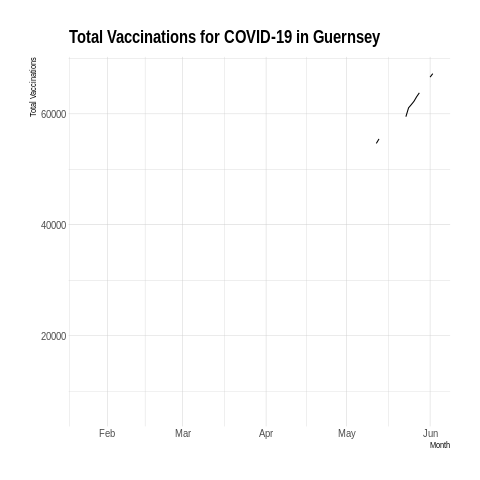 Total Vaccinations for COVID-19 in Guernsey
Total Vaccinations
60000
40000
20000
Feb Mar Apr May Jun
Month